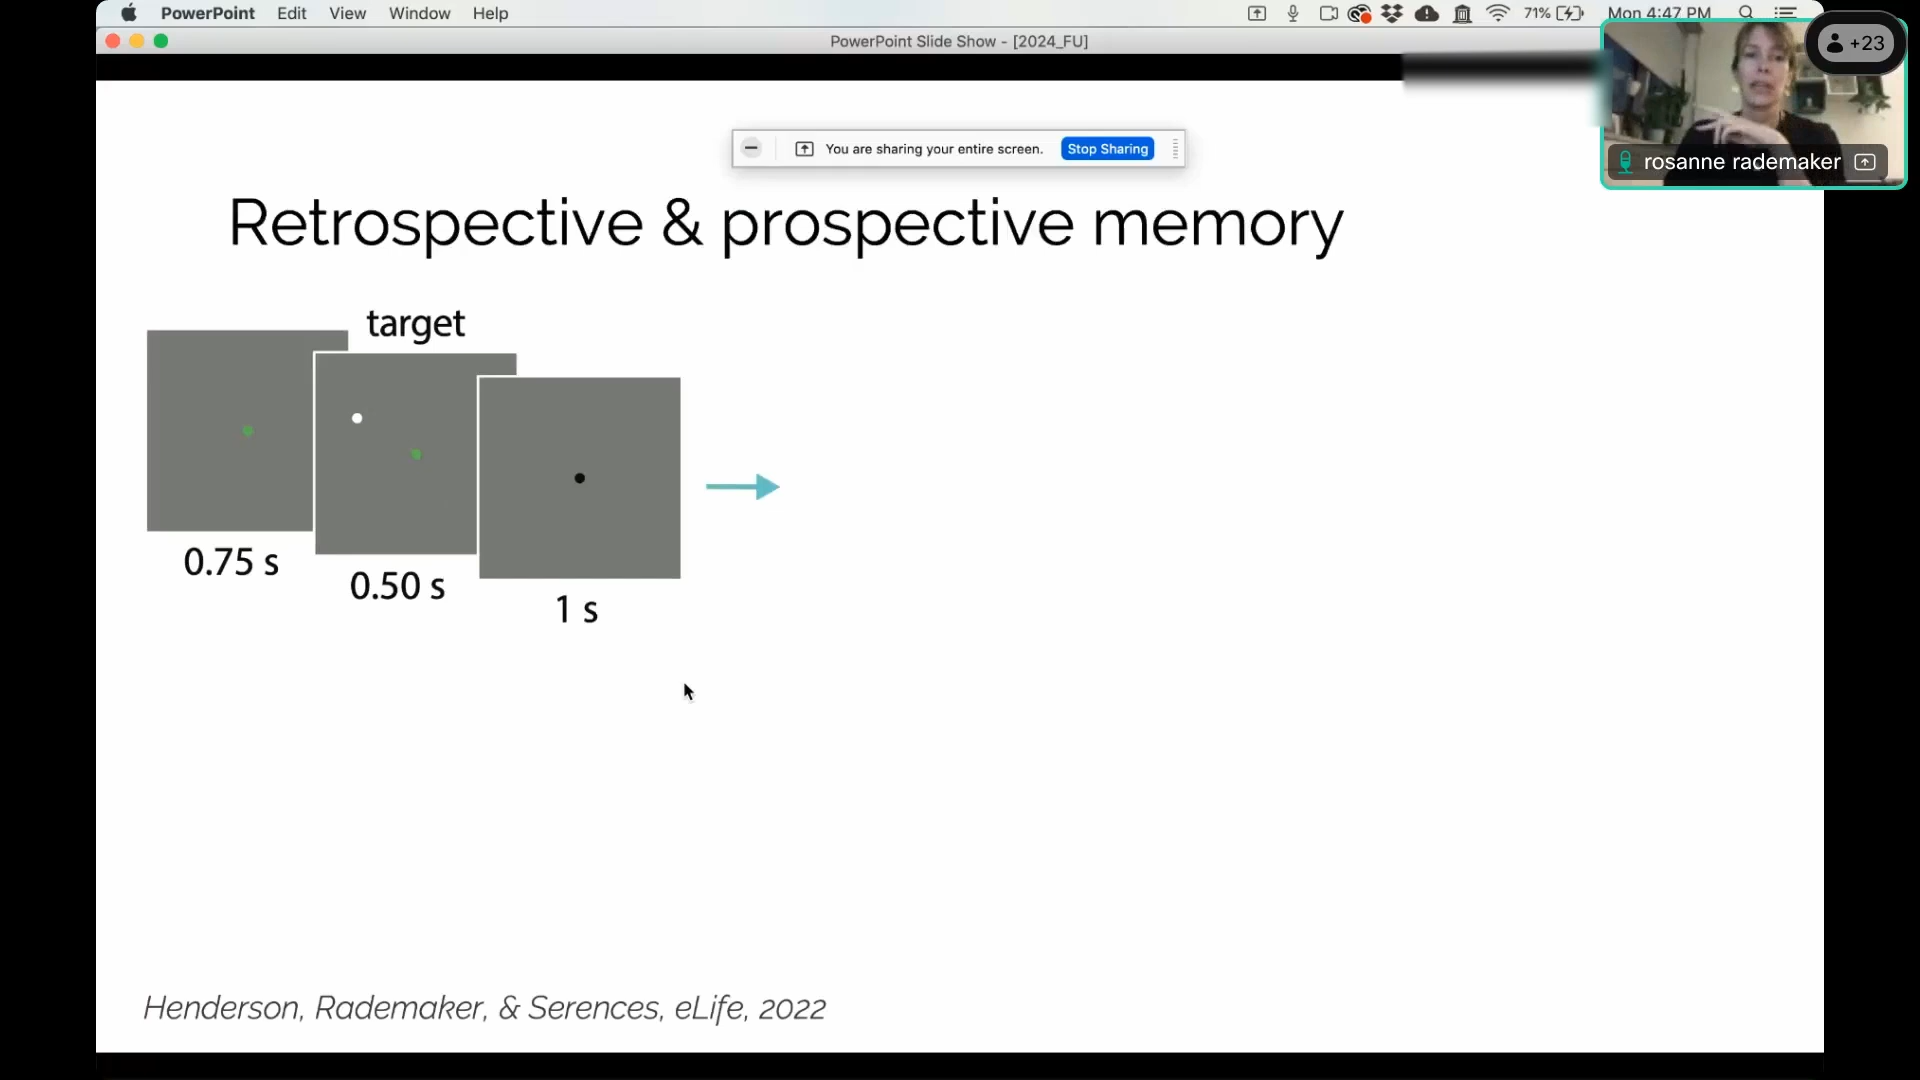 PowerPoint Edit View Window Help 71% Mon 4:47 PM
PowerPoint Slide Show - [2024_FU]
+23
You are sharing your entire screen. Stop Sharing
rosanne rademaker
Retrospective & prospective memory
target
0.75 s
0.50 s
1 s
Henderson, Rademaker, & Serences, eLife, 2022